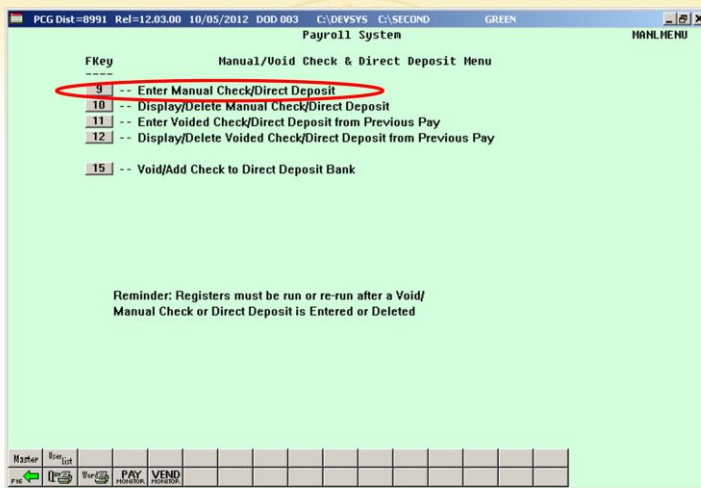 PCG Dist=8991 Rel=12.03.00 10/05/2012 DOD 003 C:\DEVSYS C:\SECOND GREEN
Payroll System MANLMENU
FKey Manual/Void Check & Direct Deposit Menu
----
9 -- Enter Manual Check/Direct Deposit
10 -- Display/Delete Manual Check/Direct Deposit
11 -- Enter Voided Check/Direct Deposit from Previous Pay
12 -- Display/Delete Voided Check/Direct Deposit from Previous Pay
15 -- Void/Add Check to Direct Deposit Bank
Reminder: Registers must be run or re-run after a Void/
Manual Check or Direct Deposit is Entered or Deleted
Master User List
F16 Word PAY MONITOR VEND MONITOR